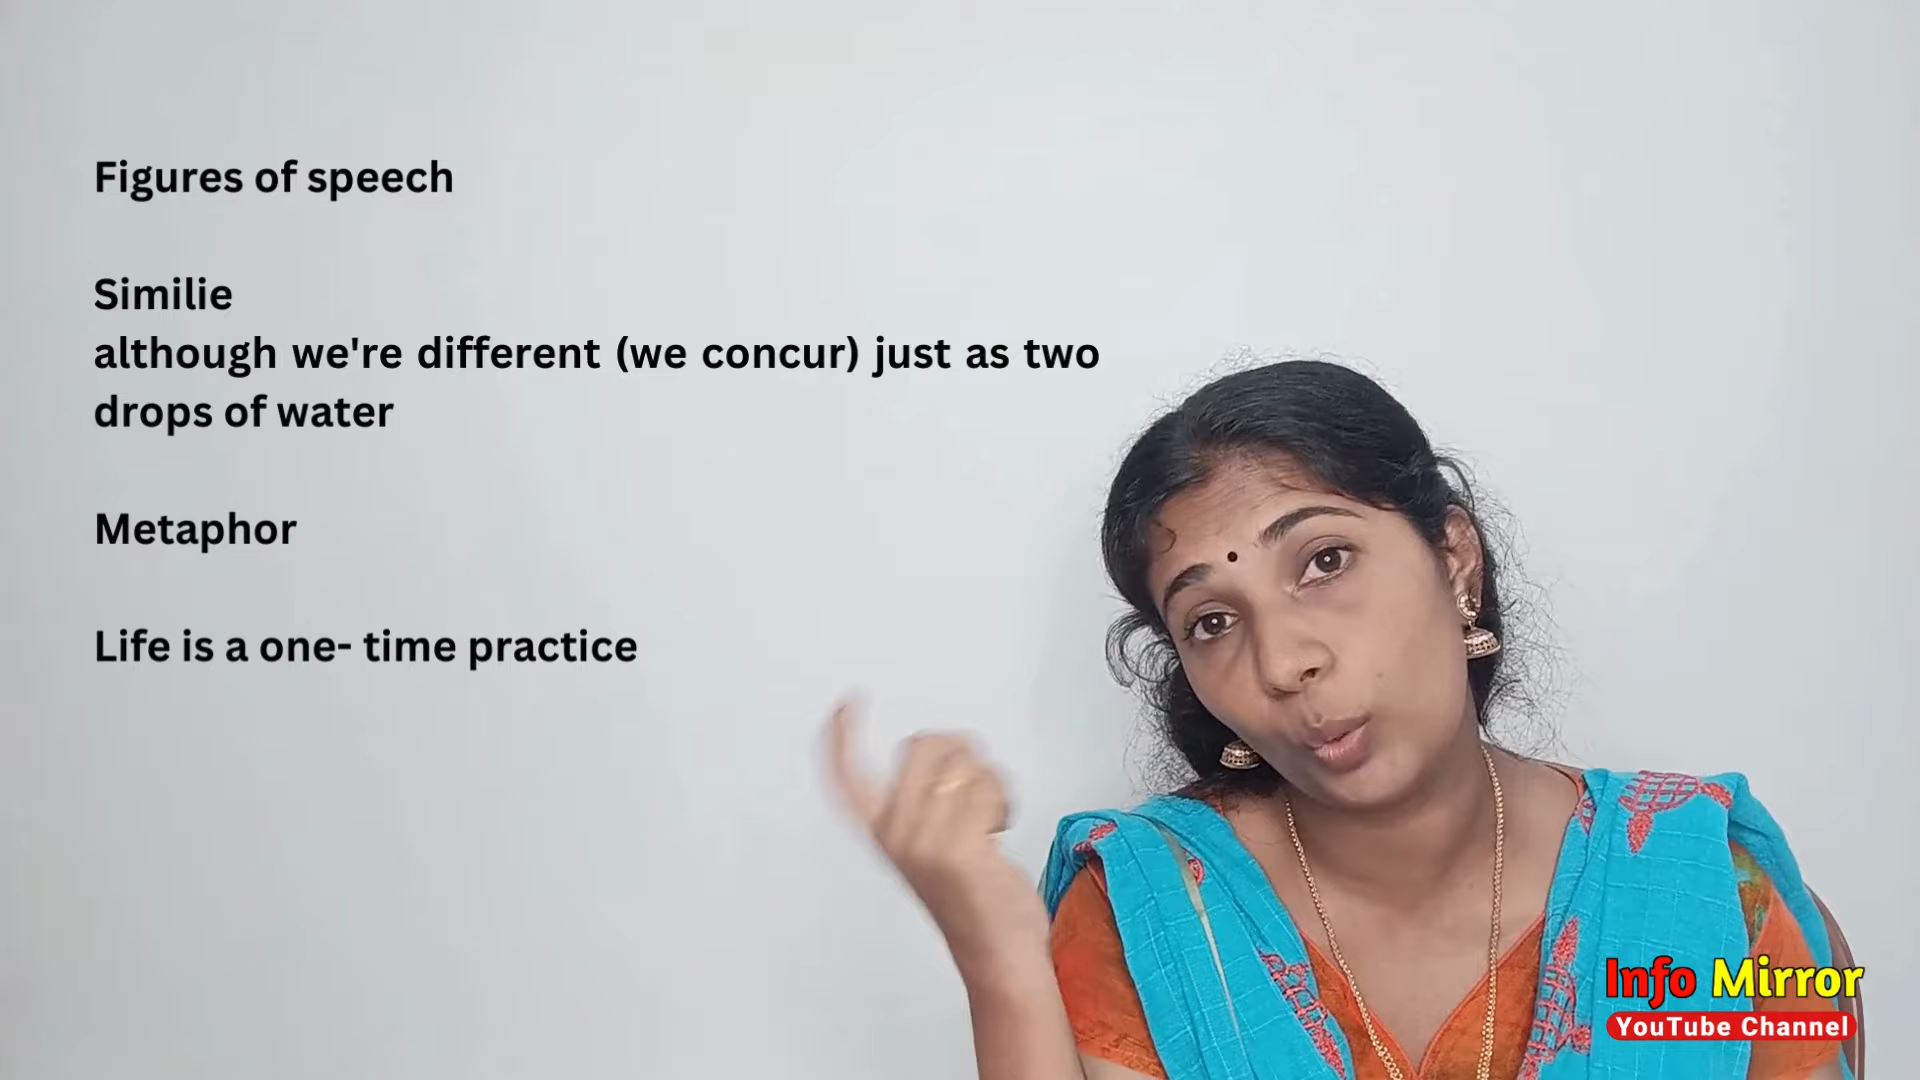 Figures of speech
Similie
although we're different (we concur) just as two
drops of water
Metaphor
Life is a one- time practice
Info Mirror
YouTube Channel